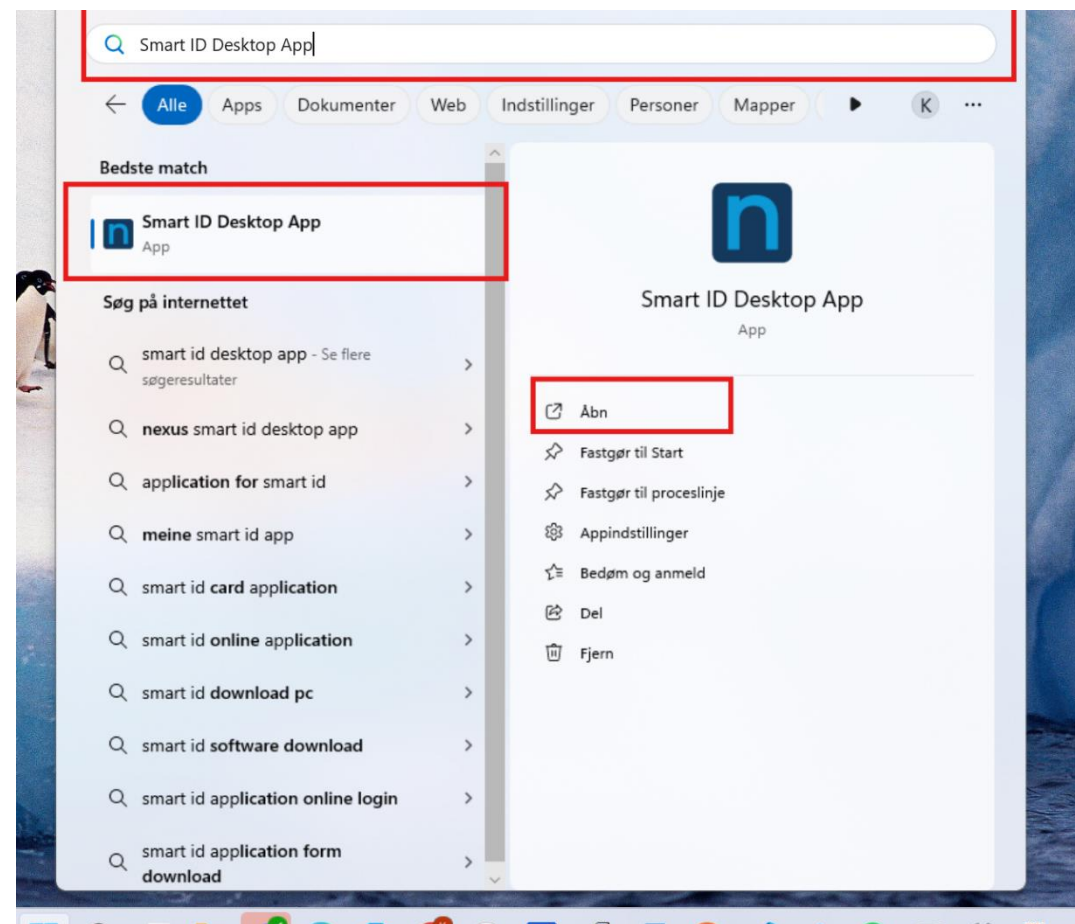 Smart ID Desktop App
Alle Apps Dokumenter Web Indstillinger Personer Mapper K ...
Bedste match
Smart ID Desktop App
App
Søg på internettet
smart id desktop app - Se flere
søgeresultater
nexus smart id desktop app
application for smart id
meine smart id app
smart id card application
smart id online application
smart id download pc
smart id software download
smart id application online login
smart id application form
download
n
Smart ID Desktop App
App
Åbn
Fastgør til Start
Fastgør til proceslinje
Appindstillinger
Bedøm og anmeld
Del
Fjern